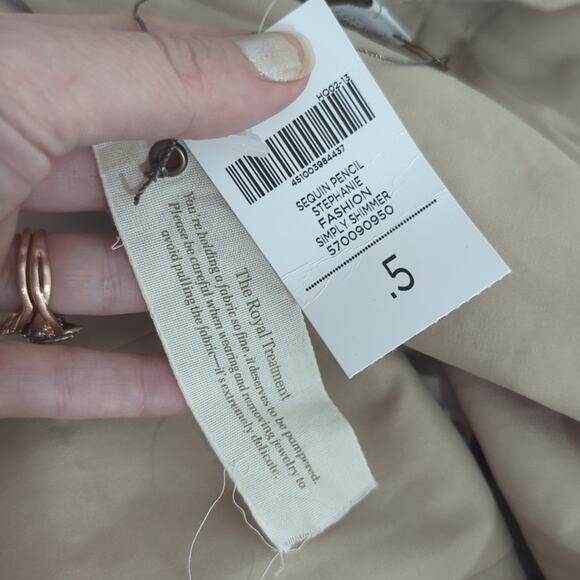 HO02-13
451003984437
SEQUIN PENCIL
STEPHANIE
FASHION
SIMPLY SHIMMER
570090950
.5
The Royal Treatment
You're holding a fabric so fine, it deserves to be pampered.
Please be careful when wearing and removing jewelry to
avoid pulling the fabric—it's extremely delicate.